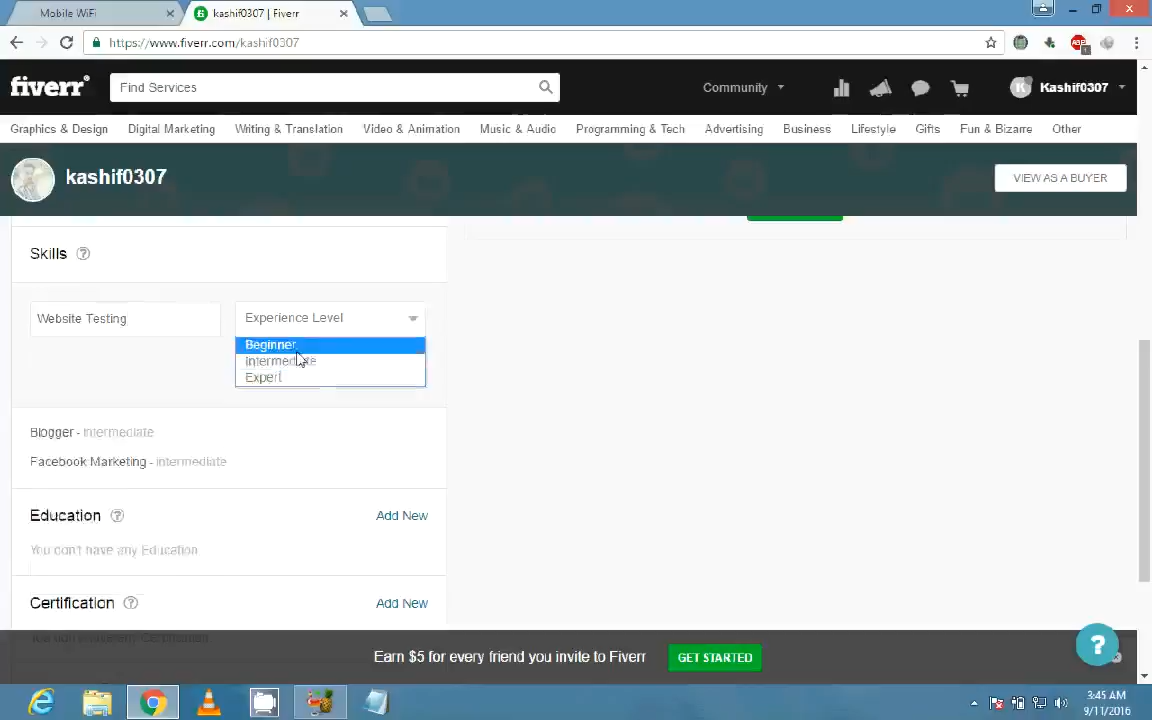 Mobile WiFi
kashif0307 | Fiverr
https://www.fiverr.com/kashif0307
fiverr
Find Services
Community
Kashif0307
Graphics & Design Digital Marketing Writing & Translation Video & Animation Music & Audio Programming & Tech Advertising Business Lifestyle Gifts Fun & Bizarre Other
kashif0307
VIEW AS A BUYER
Skills
Website Testing
Experience Level
Beginner
Intermediate
Expert
Blogger - Intermediate
Facebook Marketing - Intermediate
Education
Add New
You don't have any Education
Certification
Add New
Earn $5 for every friend you invite to Fiverr
GET STARTED
3:45 AM
9/11/2016